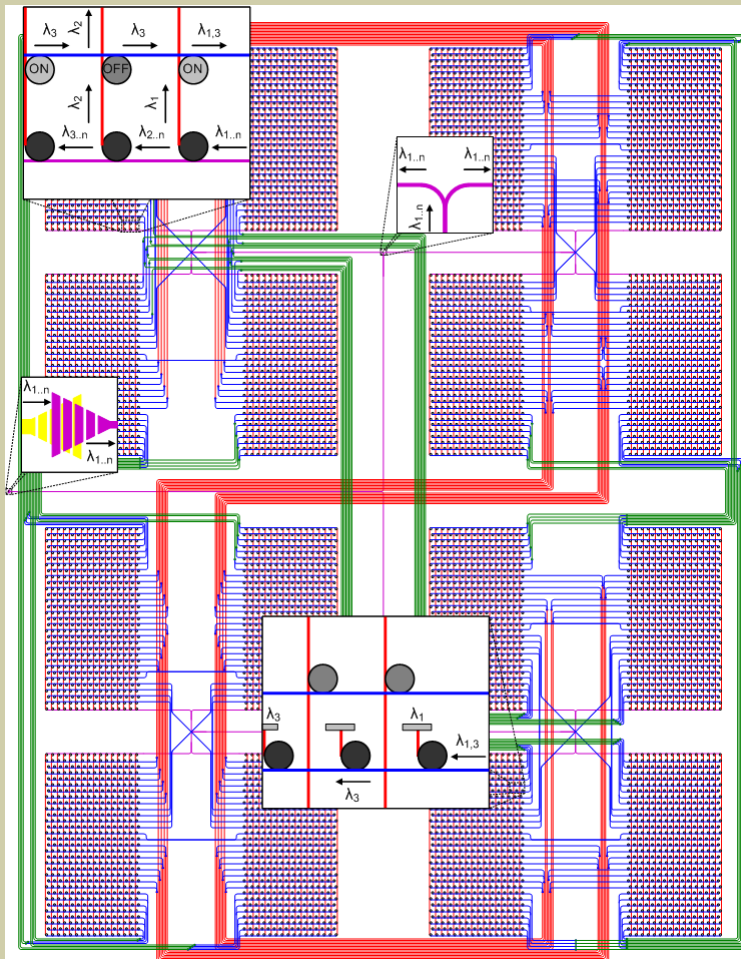 λ₂
λ₃ λ₃ λ₁,₃
ON OFF ON
λ₂ λ₁
λ₃..ₙ λ₂..ₙ λ₁..ₙ
λ₁..ₙ λ₁..ₙ
λ₁..ₙ
λ₁..ₙ
λ₁..ₙ
λ₃ λ₁
λ₁,₃
λ₃